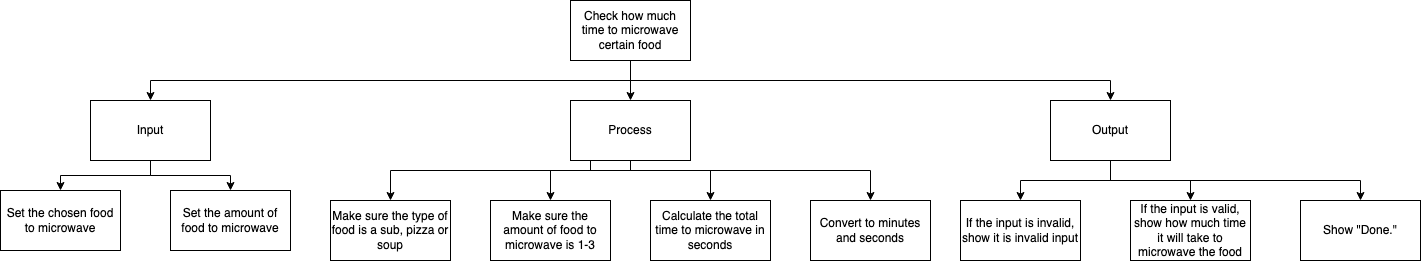 Check how much
time to microwave
certain food
Input
Process
Output
Set the chosen food
to microwave
Set the amount of
food to microwave
Make sure the type of
food is a sub, pizza or
soup
Make sure the
amount of food to
microwave is 1-3
Calculate the total
time to microwave in
seconds
Convert to minutes
and seconds
If the input is invalid,
show it is invalid input
If the input is valid,
show how much time
it will take to
microwave the food
Show "Done."